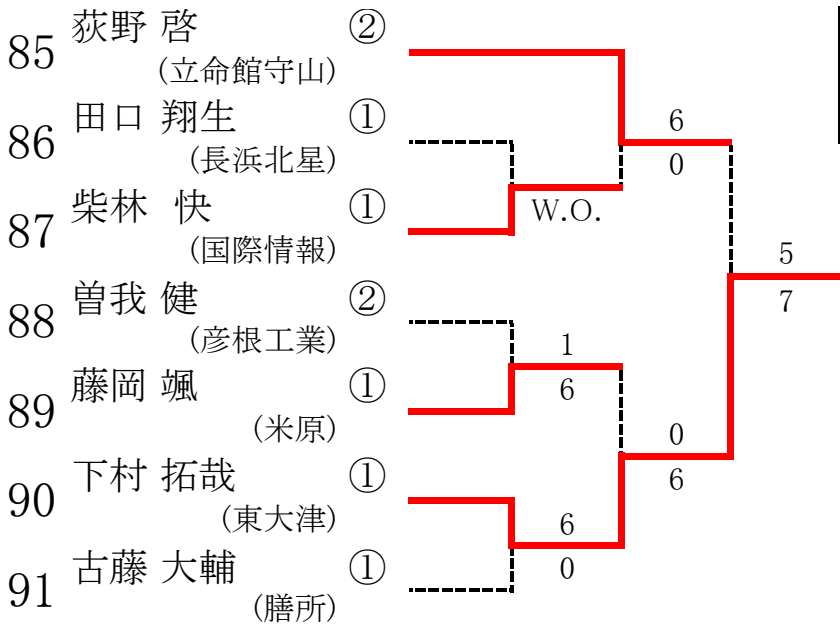 85 荻野 啓 ②
(立命館守山)
86 田口 翔生 ①
(長浜北星)
87 柴林 快 ①
(国際情報)
88 曽我 健 ②
(彦根工業)
89 藤岡 颯 ①
(米原)
90 下村 拓哉 ①
(東大津)
91 古藤 大輔 ①
(膳所)
W.O.
1
6
6
0
6
0
0
6
5
7